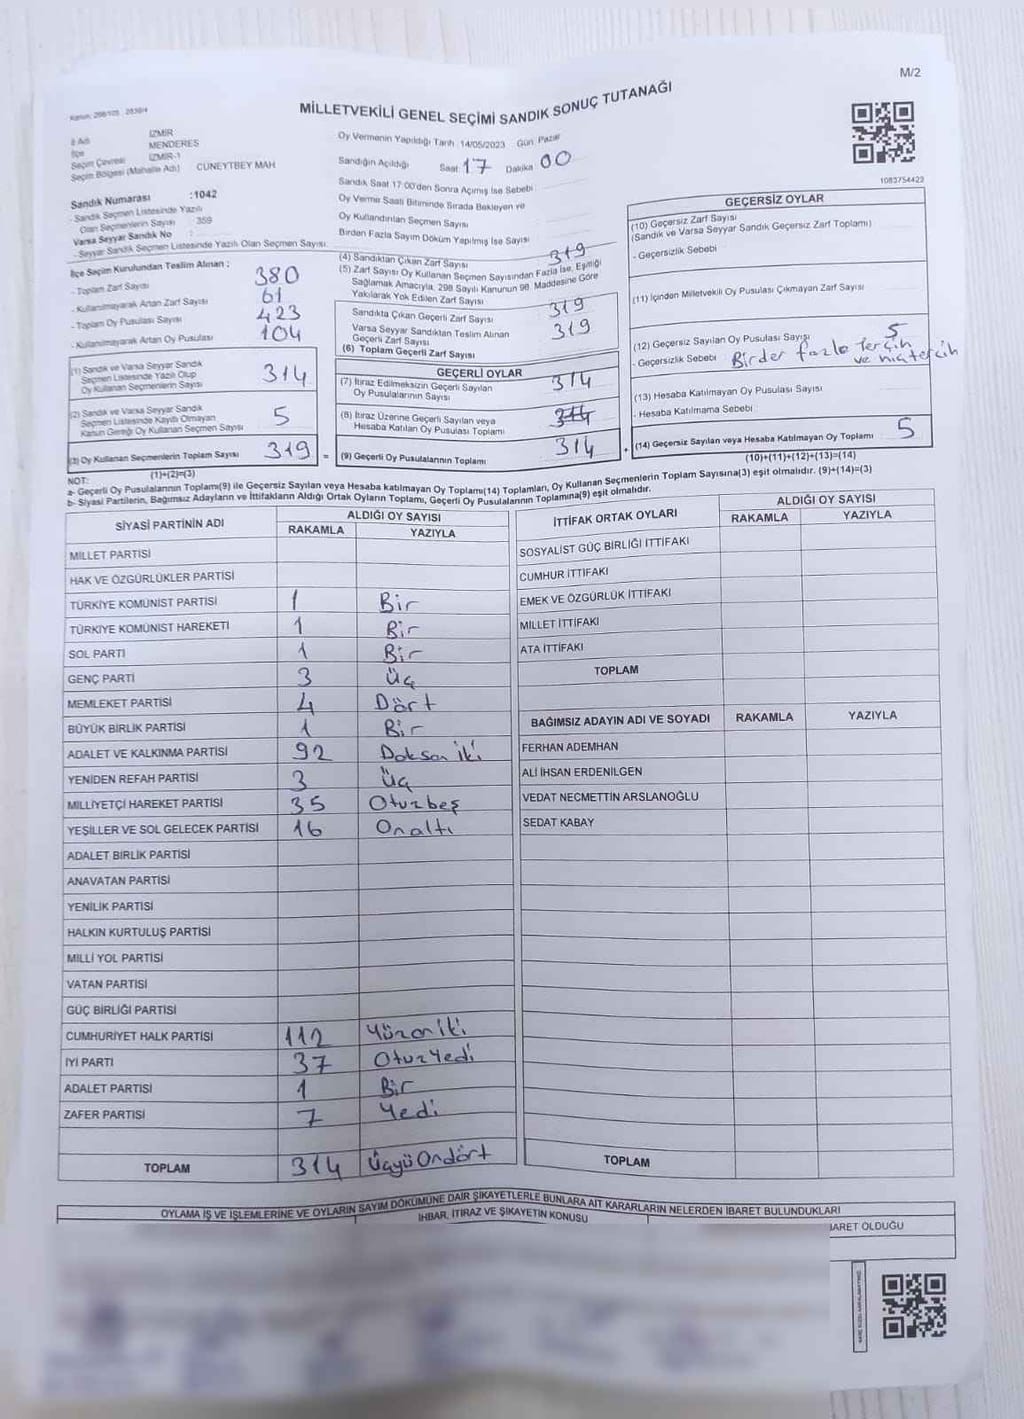 M/2
Kanun: 298/105 , 2839/4
MİLLETVEKİLİ GENEL SEÇİMİ SANDIK SONUÇ TUTANAĞI
İl Adı İZMİR
İlçe MENDERES
Seçim Çevresi İZMİR-1
Seçim Bölgesi (Mahalle Adı) CÜNEYTBEY MAH
Sandık Numarası :1042
- Sandık Seçmen Listesinde Yazılı
Olan Seçmenlerin Sayısı : 359
Varsa Seyyar Sandık No :
- Seyyar Sandık Seçmen Listesinde Yazılı Olan Seçmen Sayısı:
Oy Vermenin Yapıldığı Tarih :14/05/2023 Gün: Pazar
Sandığın Açıldığı Saat 17 Dakika 00
Sandık Saat 17:00'den Sonra Açılmış İse Sebebi
Oy Verme Saati Bitiminde Sırada Bekleyen ve
Oy Kullandırılan Seçmen Sayısı
Birden Fazla Sayım Döküm Yapılmış İse Sayısı
1083754423
İlçe Seçim Kurulundan Teslim Alınan ;
- Toplam Zarf Sayısı 380
- Kullanılmayarak Artan Zarf Sayısı 61
- Toplam Oy Pusulası Sayısı 423
- Kullanılmayarak Artan Oy Pusulası 104
(1) Sandık ve Varsa Seyyar Sandık
Seçmen Listesinde Yazılı Olup
Oy Kullanan Seçmenlerin Sayısı 314
(2) Sandık ve Varsa Seyyar Sandık
Seçmen Listesinde Kayıtlı Olmayan
Kanun Gereği Oy Kullanan Seçmen Sayısı 5
(3) Oy Kullanan Seçmenlerin Toplam Sayısı 319 =
(1)+(2)=(3)
(4) Sandıktan Çıkan Zarf Sayısı 319
(5) Zarf Sayısı Oy Kullanan Seçmen Sayısından Fazla İse, Eşitliği
Sağlamak Amacıyla, 298 Sayılı Kanunun 98. Maddesine Göre
Yakılarak Yok Edilen Zarf Sayısı
Sandıkta Çıkan Geçerli Zarf Sayısı 319
Varsa Seyyar Sandıktan Teslim Alınan
Geçerli Zarf Sayısı 319
(6) Toplam Geçerli Zarf Sayısı
GEÇERLİ OYLAR
(7) İtiraz Edilmeksizin Geçerli Sayılan
Oy Pusulalarının Sayısı 314
(8) İtiraz Üzerine Geçerli Sayılan veya
Hesaba Katılan Oy Pusulası Toplamı 314
(9) Geçerli Oy Pusulalarının Toplamı 314 +
GEÇERSİZ OYLAR
(10) Geçersiz Zarf Sayısı
(Sandık ve Varsa Seyyar Sandık Geçersiz Zarf Toplamı)
- Geçersizlik Sebebi
(11) İçinden Milletvekili Oy Pusulası Çıkmayan Zarf Sayısı
(12) Geçersiz Sayılan Oy Pusulası Sayısı 5
- Geçersizlik Sebebi Birder fazla Terçih
ve hiçtercih
(13) Hesaba Katılmayan Oy Pusulası Sayısı
- Hesaba Katılmama Sebebi
(14) Geçersiz Sayılan veya Hesaba Katılmayan Oy Toplamı 5
(10)+(11)+(12)+(13)=(14)
NOT:
a- Geçerli Oy Pusulalarının Toplamı(9) ile Geçersiz Sayılan veya Hesaba katılmayan Oy Toplamı(14) Toplamları, Oy Kullanan Seçmenlerin Toplam Sayısına(3) eşit olmalıdır. (9)+(14)=(3)
b- Siyasi Partilerin, Bağımsız Adayların ve İttifakların Aldığı Ortak Oyların Toplamı, Geçerli Oy Pusulalarının Toplamına(9) eşit olmalıdır.
SİYASİ PARTİNİN ADI ALDIĞI OY SAYISI
RAKAMLA YAZIYLA
MİLLET PARTİSİ
HAK VE ÖZGÜRLÜKLER PARTİSİ
TÜRKİYE KOMÜNİST PARTİSİ 1 Bir
TÜRKİYE KOMÜNİST HAREKETİ 1 Bir
SOL PARTİ 1 Bir
GENÇ PARTİ 3 Üç
MEMLEKET PARTİSİ 4 Dört
BÜYÜK BİRLİK PARTİSİ 1 Bir
ADALET VE KALKINMA PARTİSİ 92 Doksan iki
YENİDEN REFAH PARTİSİ 3 Üç
MİLLİYETÇİ HAREKET PARTİSİ 35 Oturbeş
YEŞİLLER VE SOL GELECEK PARTİSİ 16 Onaltı
ADALET BİRLİK PARTİSİ
ANAVATAN PARTİSİ
YENİLİK PARTİSİ
HALKIN KURTULUŞ PARTİSİ
MİLLİ YOL PARTİSİ
VATAN PARTİSİ
GÜÇ BİRLİĞİ PARTİSİ
CUMHURİYET HALK PARTİSİ 112 Yüzoniki
İYİ PARTİ 37 Otuzyedi
ADALET PARTİSİ 1 Bir
ZAFER PARTİSİ 7 Yedi
TOPLAM 314 ÜçyüOndört
İTTİFAK ORTAK OYLARI ALDIĞI OY SAYISI
RAKAMLA YAZIYLA
SOSYALİST GÜÇ BİRLİĞİ İTTİFAKI
CUMHUR İTTİFAKI
EMEK VE ÖZGÜRLÜK İTTİFAKI
MİLLET İTTİFAKI
ATA İTTİFAKI
TOPLAM
BAĞIMSIZ ADAYIN ADI VE SOYADI RAKAMLA YAZIYLA
FERHAN ADEMHAN
ALİ İHSAN ERDENİLGEN
VEDAT NECMETTİN ARSLANOĞLU
SEDAT KABAY
TOPLAM
OYLAMA İŞ VE İŞLEMLERİNE VE OYLARIN SAYIM DÖKÜMÜNE DAİR ŞİKAYETLERLE BUNLARA AİT KARARLARIN NELERDEN İBARET BULUNDUKLARI
İHBAR, İTİRAZ VE ŞİKAYETİN KONUSU
İBARET OLDUĞU